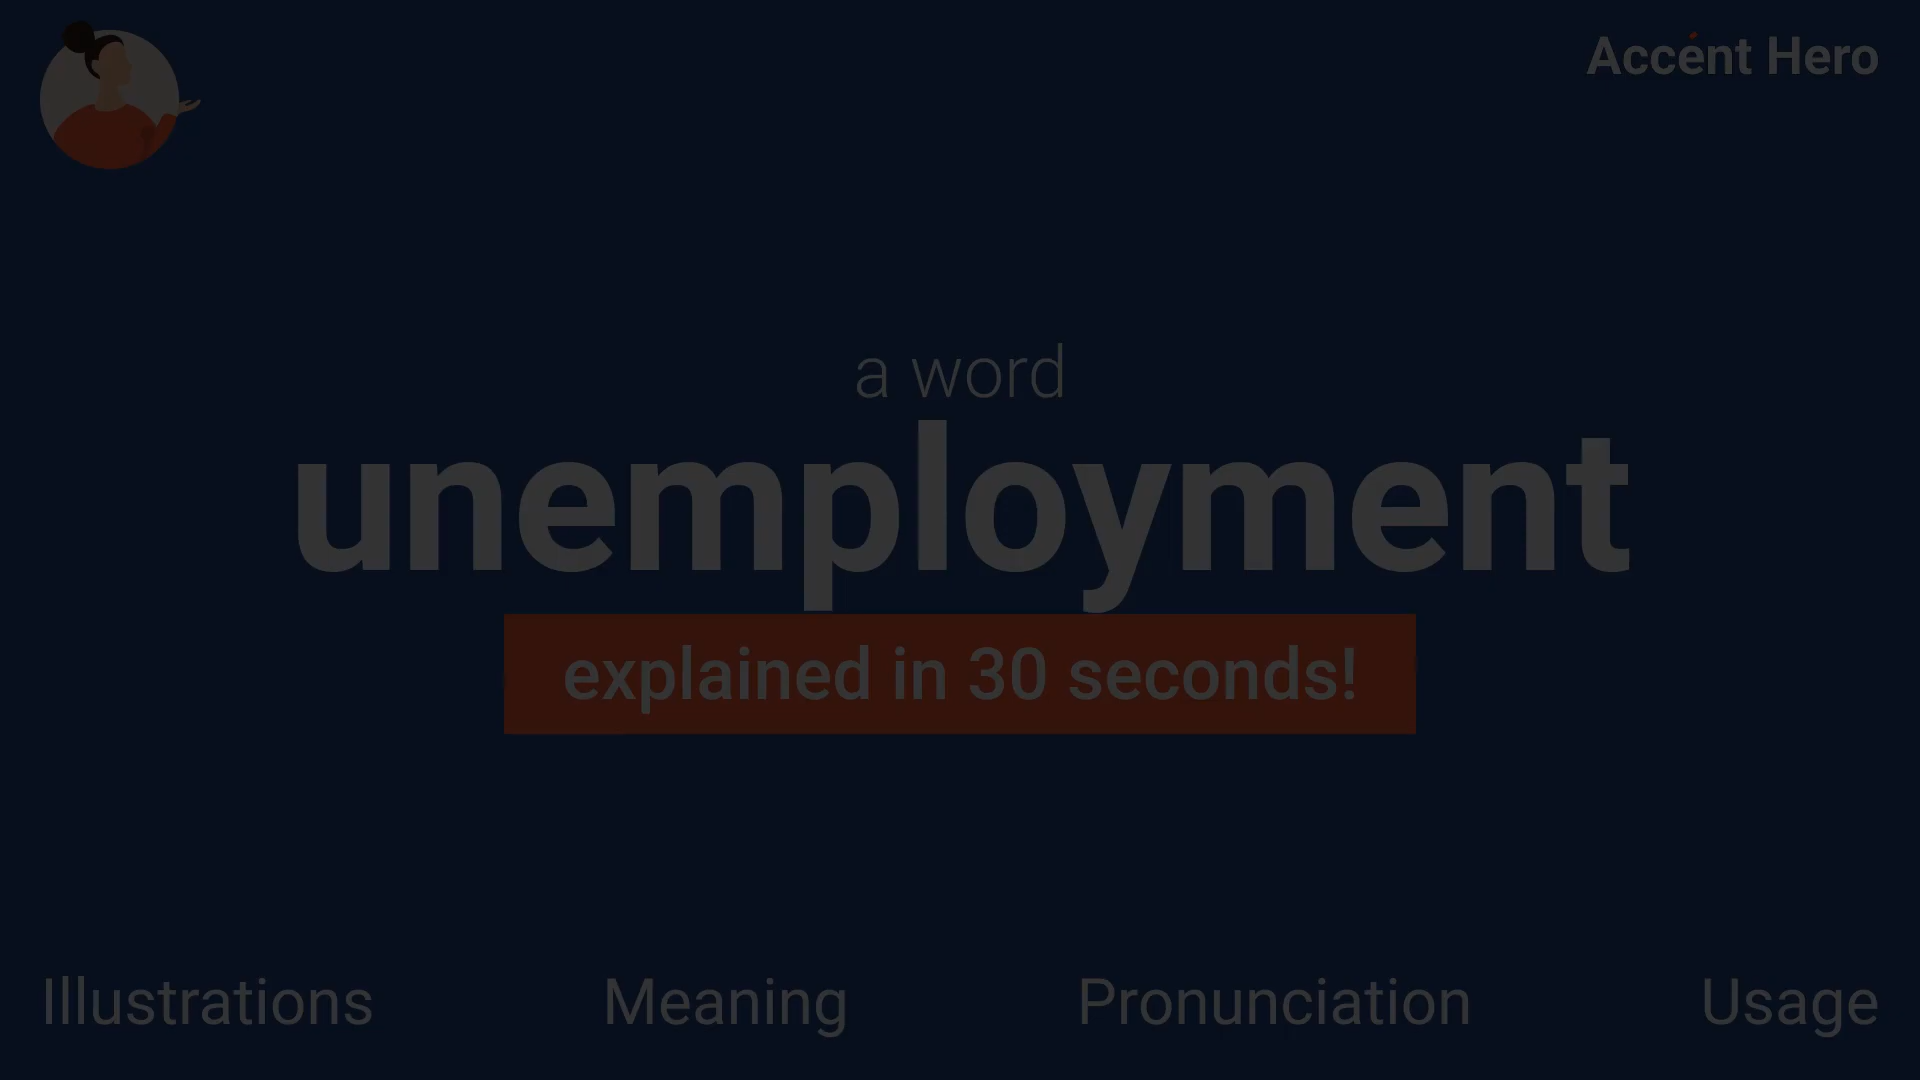 Accent Hero
a word
unemployment
explained in 30 seconds!
Illustrations
Meaning
Pronunciation
Usage